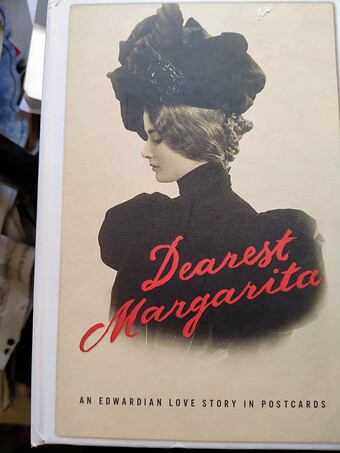 Dearest
Margarita
AN EDWARDIAN LOVE STORY IN POSTCARDS